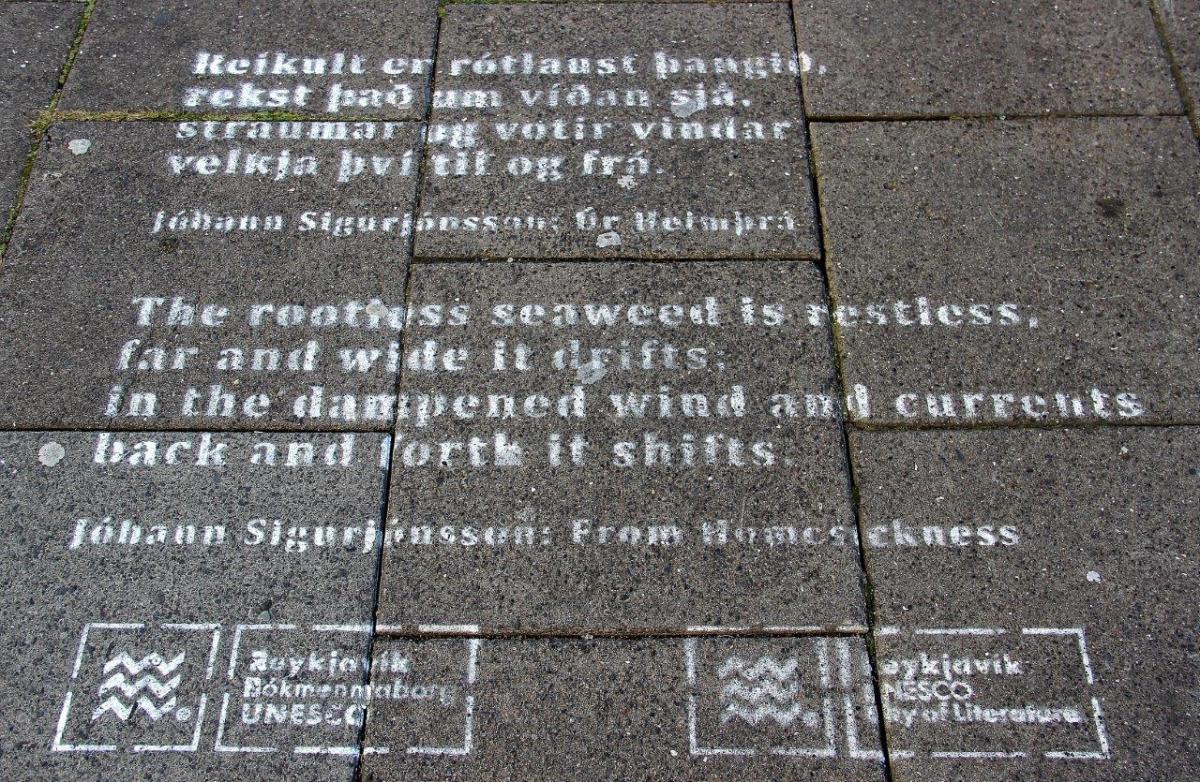 Reikult er rótlaust þangið,
rekst það um víðan sjá,
straumar og votir vindar
velkja því til og frá.
Jóhann Sigurjónsson: Úr Heimþrá
The rootless seaweed is restless,
far and wide it drifts;
in the dampened wind and currents
back and forth it shifts.
Jóhann Sigurjónsson: From Homesickness
Reykjavík
Bókmenntaborg
UNESCO
Reykjavík
UNESCO
City of Literature